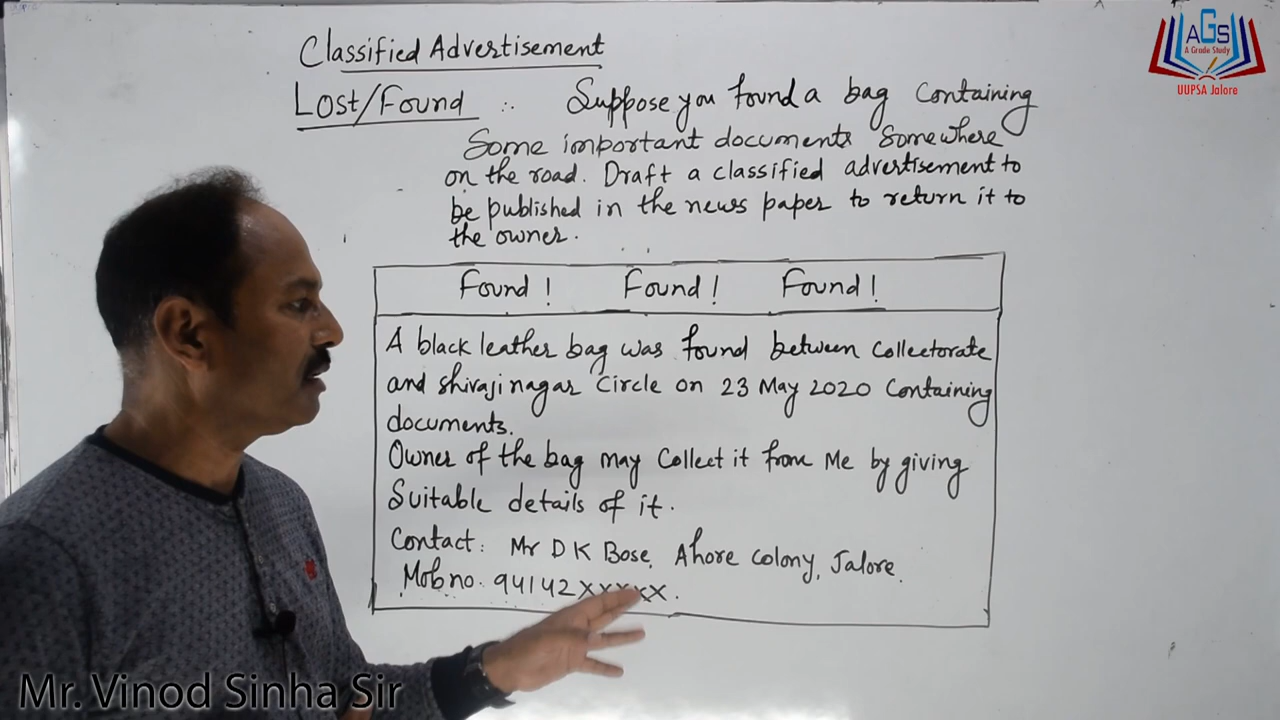 Classified Advertisement
Lost/Found :. Suppose you found a bag containing
Some important documents Somewhere
on the road. Draft a classified advertisement to
be published in the news paper to return it to
the owner.
Found! Found! Found!
A black leather bag was found between Collectorate
and shivaji nagar Circle on 23 May 2020 Containing
documents.
Owner of the bag may Collect it from Me by giving
Suitable details of it.
Contact: Mr D K Bose, Ahore Colony, Jalore.
Mob no. 94142xxxxx.
AGS
A Grade Study
UUPSA Jalore
Mr. Vinod Sinha Sir